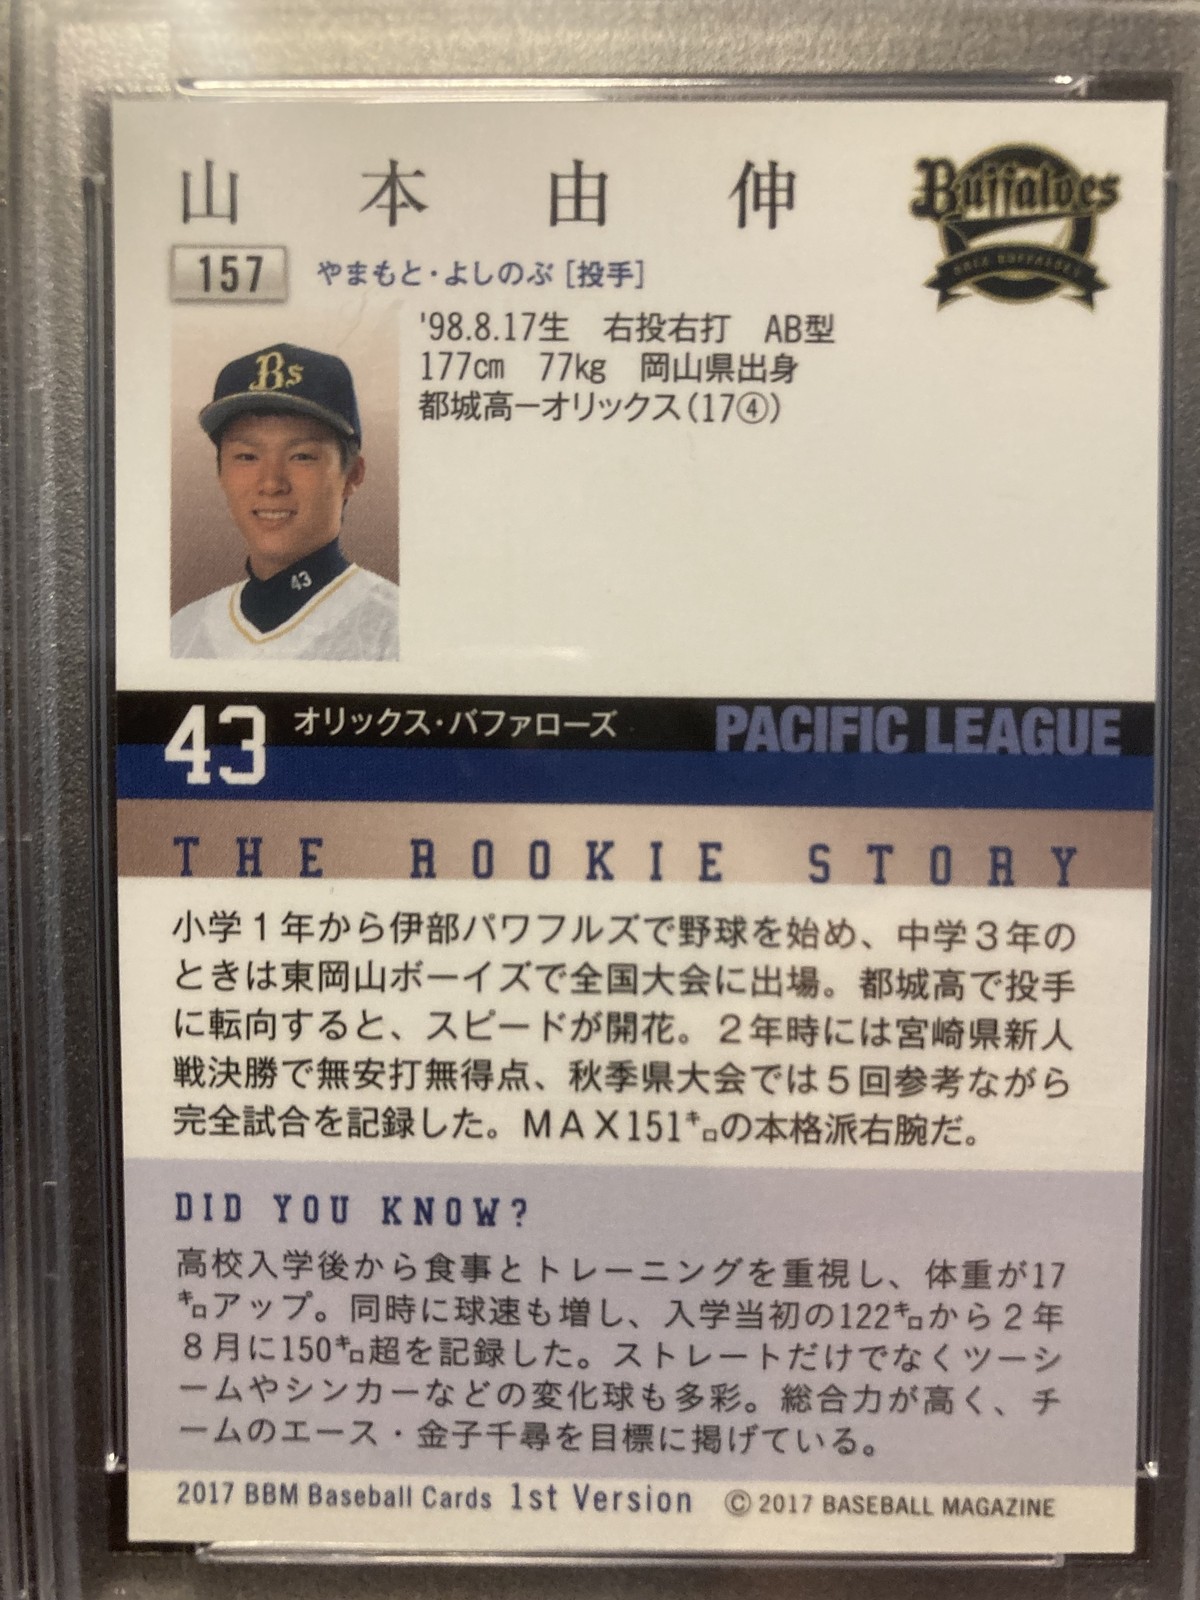 山本由伸
Buffaloes
ORIX BUFFALOES
157 やまもと・よしのぶ [投手]
'98.8.17生 右投右打 AB型
177cm 77kg 岡山県出身
都城高ーオリックス(17④)
Bs
43
43 オリックス・バファローズ PACIFIC LEAGUE
THE ROOKIE STORY
小学1年から伊部パワフルズで野球を始め、中学3年の
ときは東岡山ボーイズで全国大会に出場。都城高で投手
に転向すると、スピードが開花。2年時には宮崎県新人
戦決勝で無安打無得点、秋季県大会では5回参考ながら
完全試合を記録した。MAX151㌔の本格派右腕だ。
DID YOU KNOW?
高校入学後から食事とトレーニングを重視し、体重が17
㌔アップ。同時に球速も増し、入学当初の122㌔から2年
8月に150㌔超を記録した。ストレートだけでなくツーシ
ームやシンカーなどの変化球も多彩。総合力が高く、チ
ームのエース・金子千尋を目標に掲げている。
2017 BBM Baseball Cards 1st Version © 2017 BASEBALL MAGAZINE